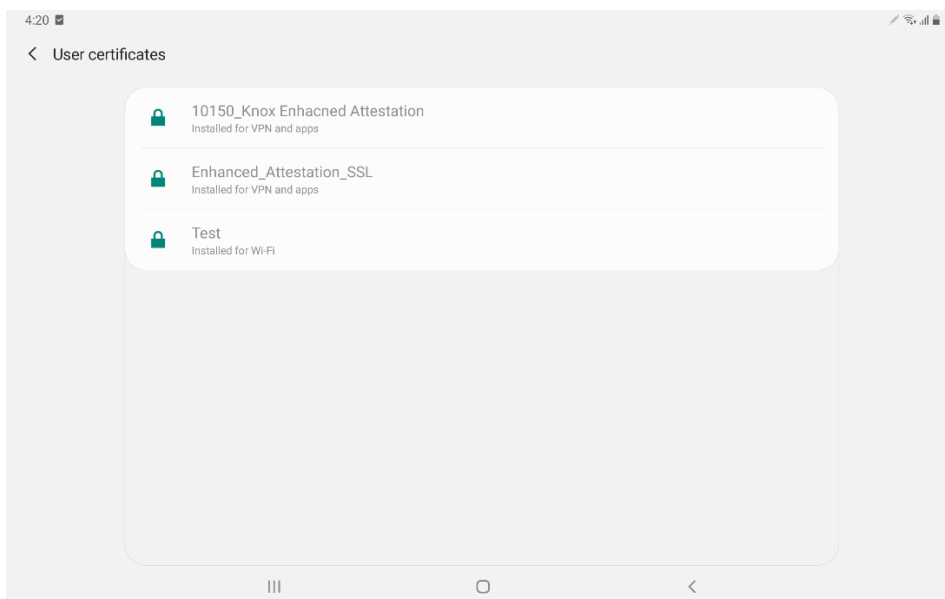 4:20
User certificates
10150_Knox Enhacned Attestation
Installed for VPN and apps
Enhanced_Attestation_SSL
Installed for VPN and apps
Test
Installed for Wi-Fi